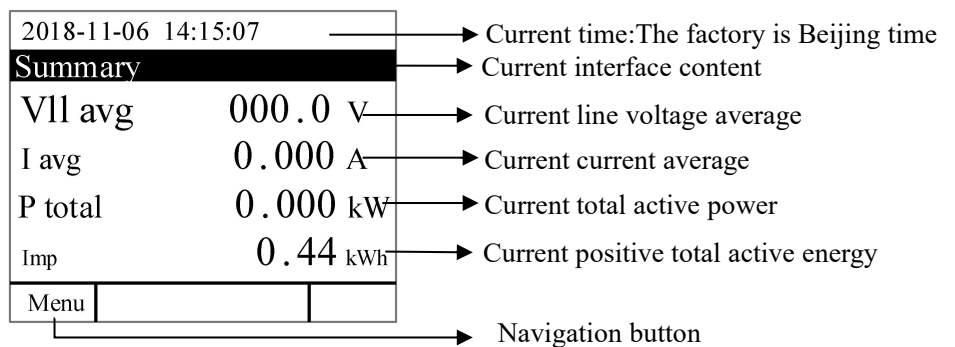 2018-11-06 14:15:07 Current time:The factory is Beijing time
Summary Current interface content
Vll avg 000.0 V Current line voltage average
I avg 0.000 A Current current average
P total 0.000 kW Current total active power
Imp 0.44 kWh Current positive total active energy
Menu
Navigation button